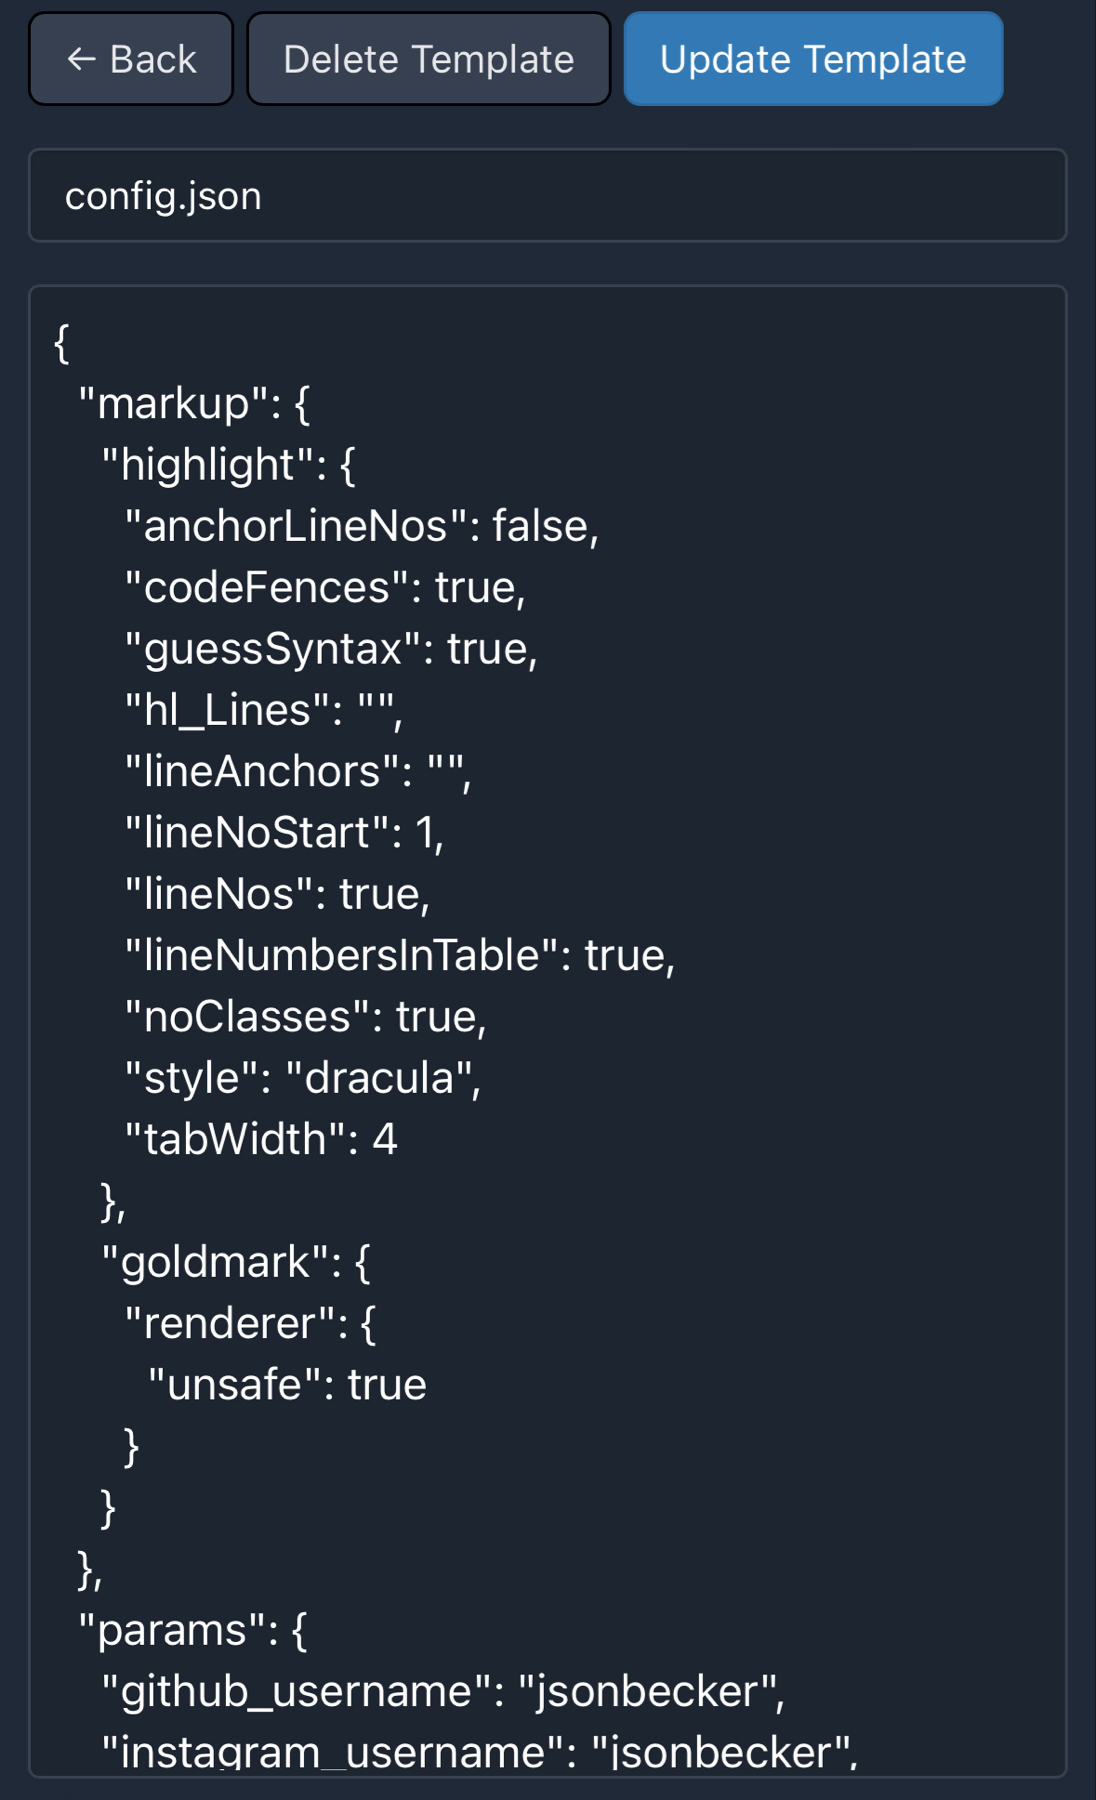 ← Back Delete Template Update Template
config.json
{
"markup": {
"highlight": {
"anchorLineNos": false,
"codeFences": true,
"guessSyntax": true,
"hl_Lines": "",
"lineAnchors": "",
"lineNoStart": 1,
"lineNos": true,
"lineNumbersInTable": true,
"noClasses": true,
"style": "dracula",
"tabWidth": 4
},
"goldmark": {
"renderer": {
"unsafe": true
}
}
},
"params": {
"github_username": "jsonbecker",
"instagram_username": "jsonbecker",